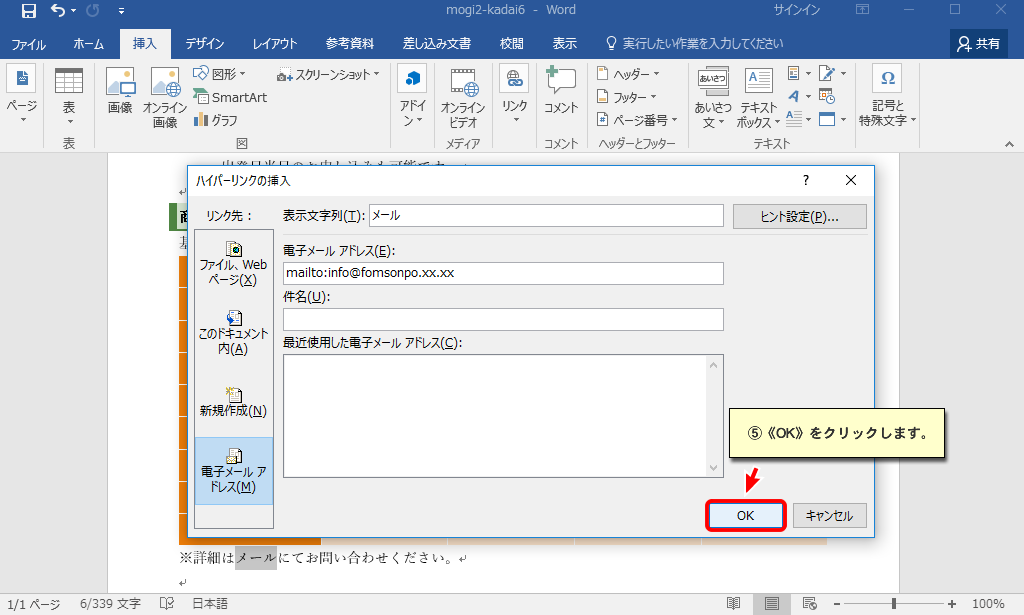 mogi2-kadai6 - Word
サインイン
ファイル ホーム 挿入 デザイン レイアウト 参考資料 差し込み文書 校閲 表示 実行したい作業を入力してください 共有
ページ
表
画像
オンライン
画像
図形
SmartArt
グラフ
スクリーンショット
アドイ
ン
オンライン
ビデオ
リンク
コメント
ヘッダー
フッター
ページ番号
あいさつ
あいさつ
文
テキスト
ボックス
記号と
特殊文字
表 図 メディア コメント ヘッダーとフッター テキスト
ハイパーリンクの挿入
リンク先：
表示文字列(T): メール
ヒント設定(P)...
ファイル、Web
ページ(X)
このドキュメント
内(A)
新規作成(N)
電子メール ア
ドレス(M)
電子メール アドレス(E):
mailto:info@fomsonpo.xx.xx
件名(U):
最近使用した電子メール アドレス(C):
⑤《OK》をクリックします。
OK キャンセル
※詳細はメールにてお問い合わせください。
1/1 ページ 6/339 文字 日本語 100%